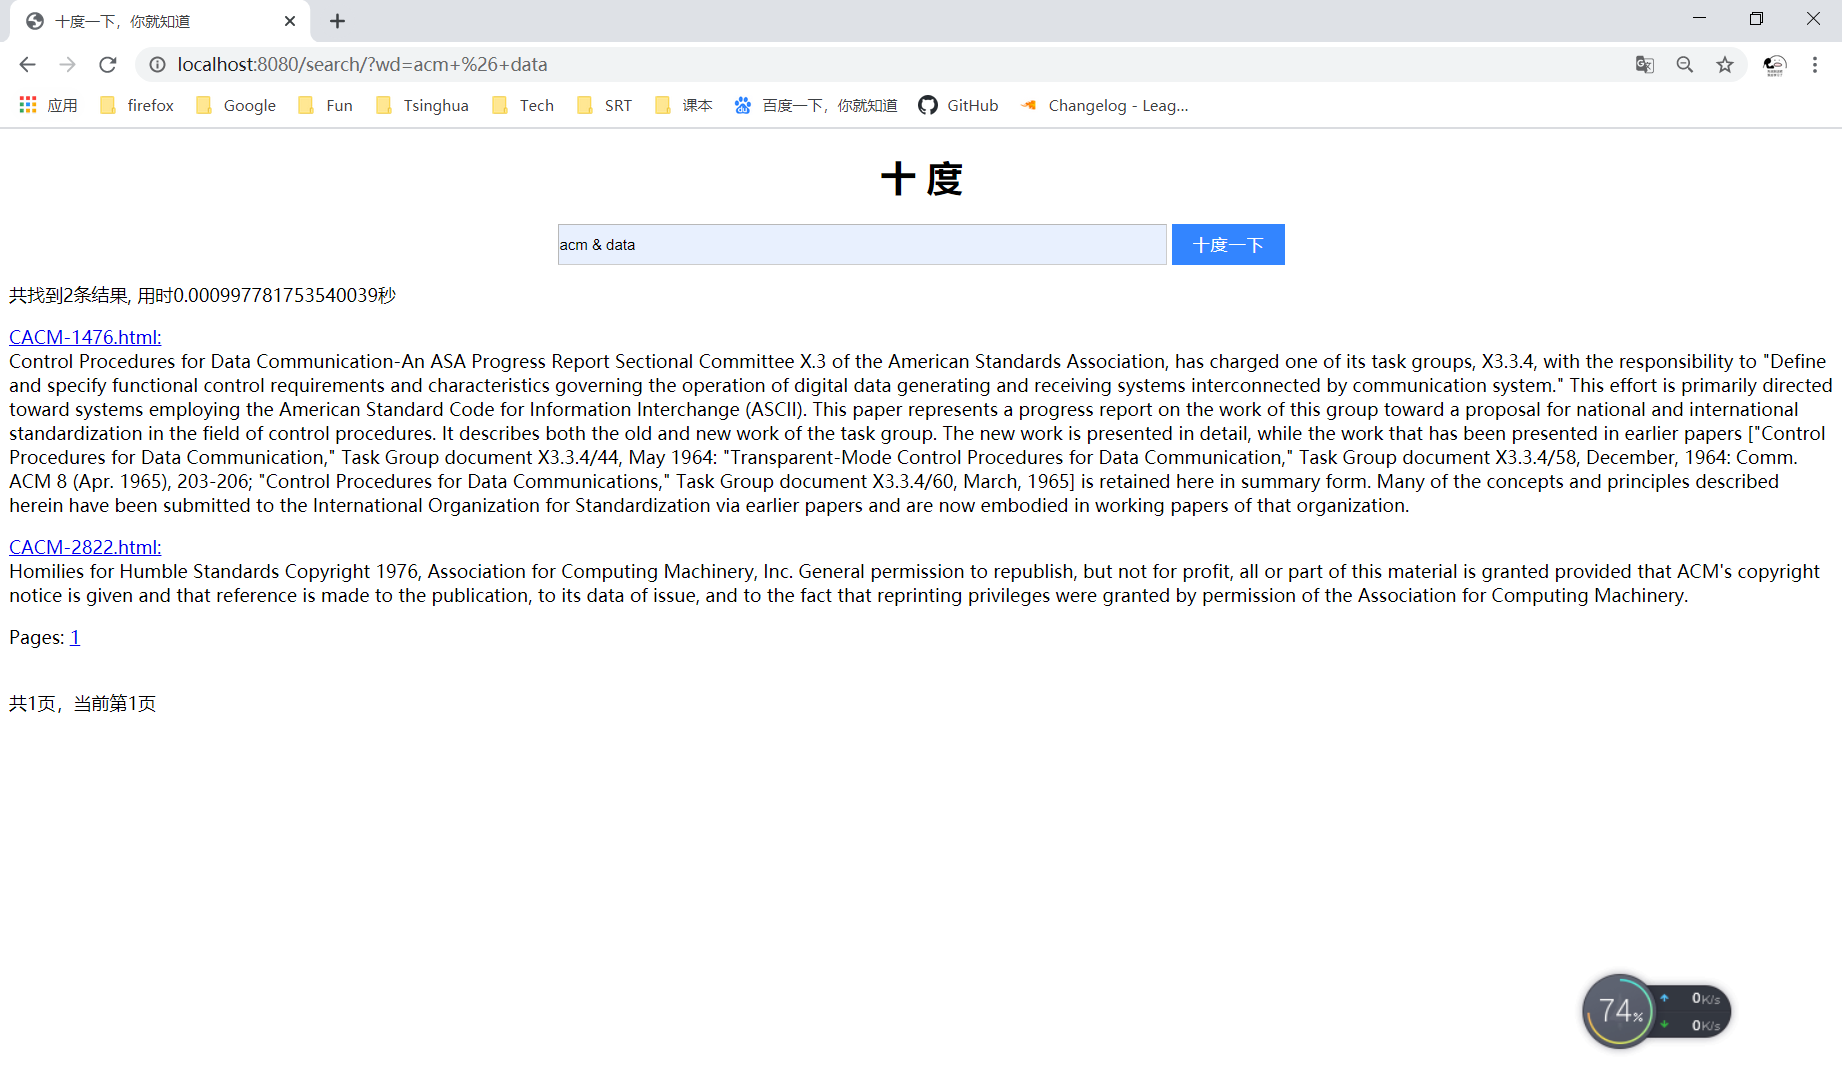 十度一下，你就知道
localhost:8080/search/?wd=acm+%26+data
应用 firefox Google Fun Tsinghua Tech SRT 课本 百度一下，你就知道 GitHub Changelog - Leag...
十 度
acm & data 十度一下
共找到2条结果, 用时0.000997781753540039秒
CACM-1476.html:
Control Procedures for Data Communication-An ASA Progress Report Sectional Committee X.3 of the American Standards Association, has charged one of its task groups, X3.3.4, with the responsibility to "Define
and specify functional control requirements and characteristics governing the operation of digital data generating and receiving systems interconnected by communication system." This effort is primarily directed
toward systems employing the American Standard Code for Information Interchange (ASCII). This paper represents a progress report on the work of this group toward a proposal for national and international
standardization in the field of control procedures. It describes both the old and new work of the task group. The new work is presented in detail, while the work that has been presented in earlier papers ["Control
Procedures for Data Communication," Task Group document X3.3.4/44, May 1964: "Transparent-Mode Control Procedures for Data Communication," Task Group document X3.3.4/58, December, 1964: Comm.
ACM 8 (Apr. 1965), 203-206; "Control Procedures for Data Communications," Task Group document X3.3.4/60, March, 1965] is retained here in summary form. Many of the concepts and principles described
herein have been submitted to the International Organization for Standardization via earlier papers and are now embodied in working papers of that organization.
CACM-2822.html:
Homilies for Humble Standards Copyright 1976, Association for Computing Machinery, Inc. General permission to republish, but not for profit, all or part of this material is granted provided that ACM's copyright
notice is given and that reference is made to the publication, to its data of issue, and to the fact that reprinting privileges were granted by permission of the Association for Computing Machinery.
Pages: 1
共1页，当前第1页
74%
0K/s
0K/s